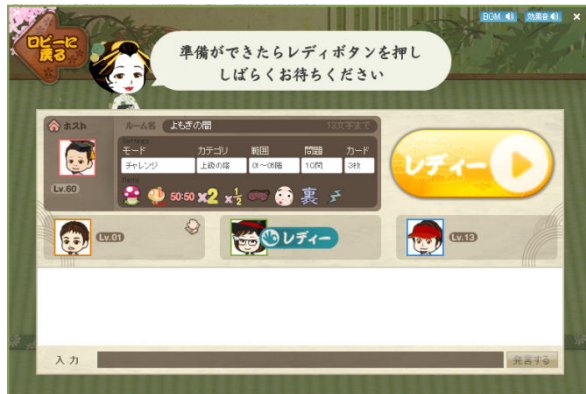 BGM
効果音
×
ロビーに
戻る
準備ができたらレディボタンを押し
しばらくお待ちください
ホスト
ルーム名
よもぎの間
10文字まで
Settings
モード
カテゴリ
範囲
問題
カード
チャレンジ
上級の塔
01~05階
10問
3枚
50:50
x2
x½
裏
レディー
Lv.60
Lv.01
レディー
Lv.13
入力
発言する